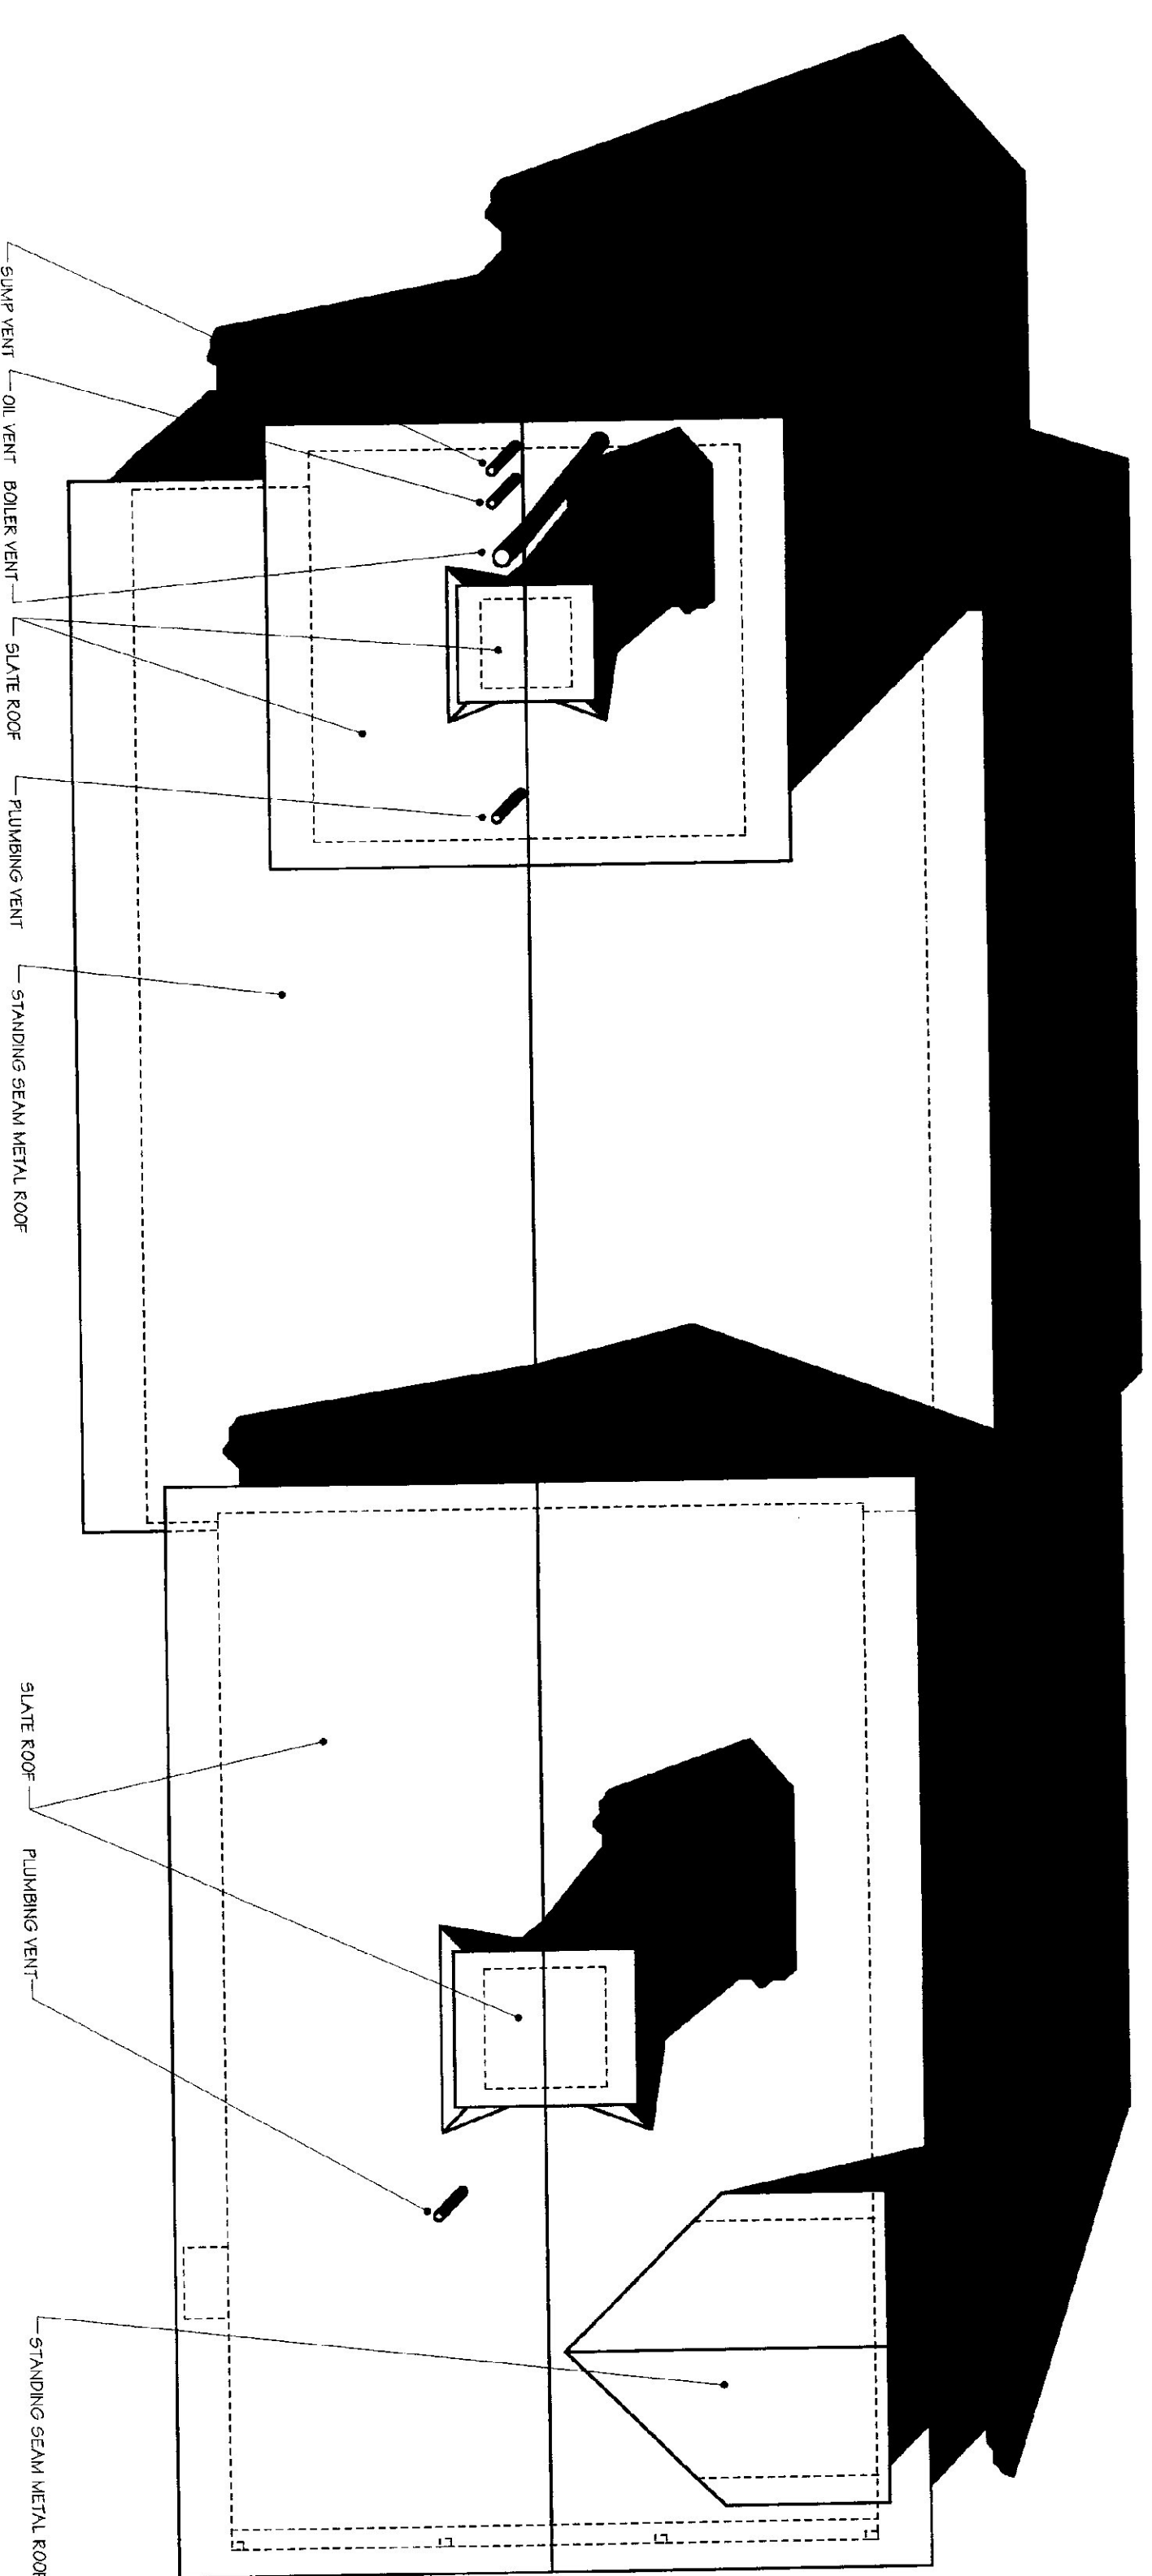 SUMP VENT
OIL VENT
BOILER VENT
SLATE ROOF
PLUMBING VENT
STANDING SEAM METAL ROOF
SLATE ROOF
PLUMBING VENT
STANDING SEAM METAL ROOF